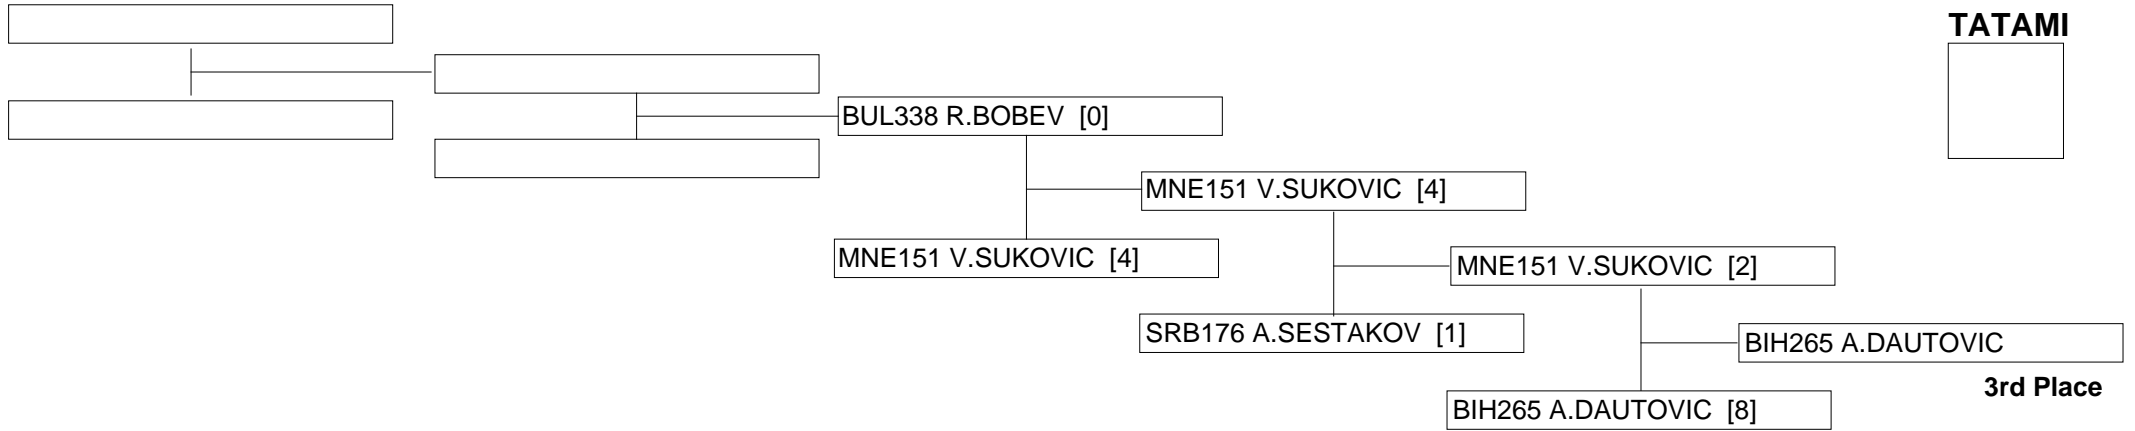 TATAMI
BUL338 R.BOBEV [0]
MNE151 V.SUKOVIC [4]
MNE151 V.SUKOVIC [4]
MNE151 V.SUKOVIC [2]
SRB176 A.SESTAKOV [1]
BIH265 A.DAUTOVIC
3rd Place
BIH265 A.DAUTOVIC [8]